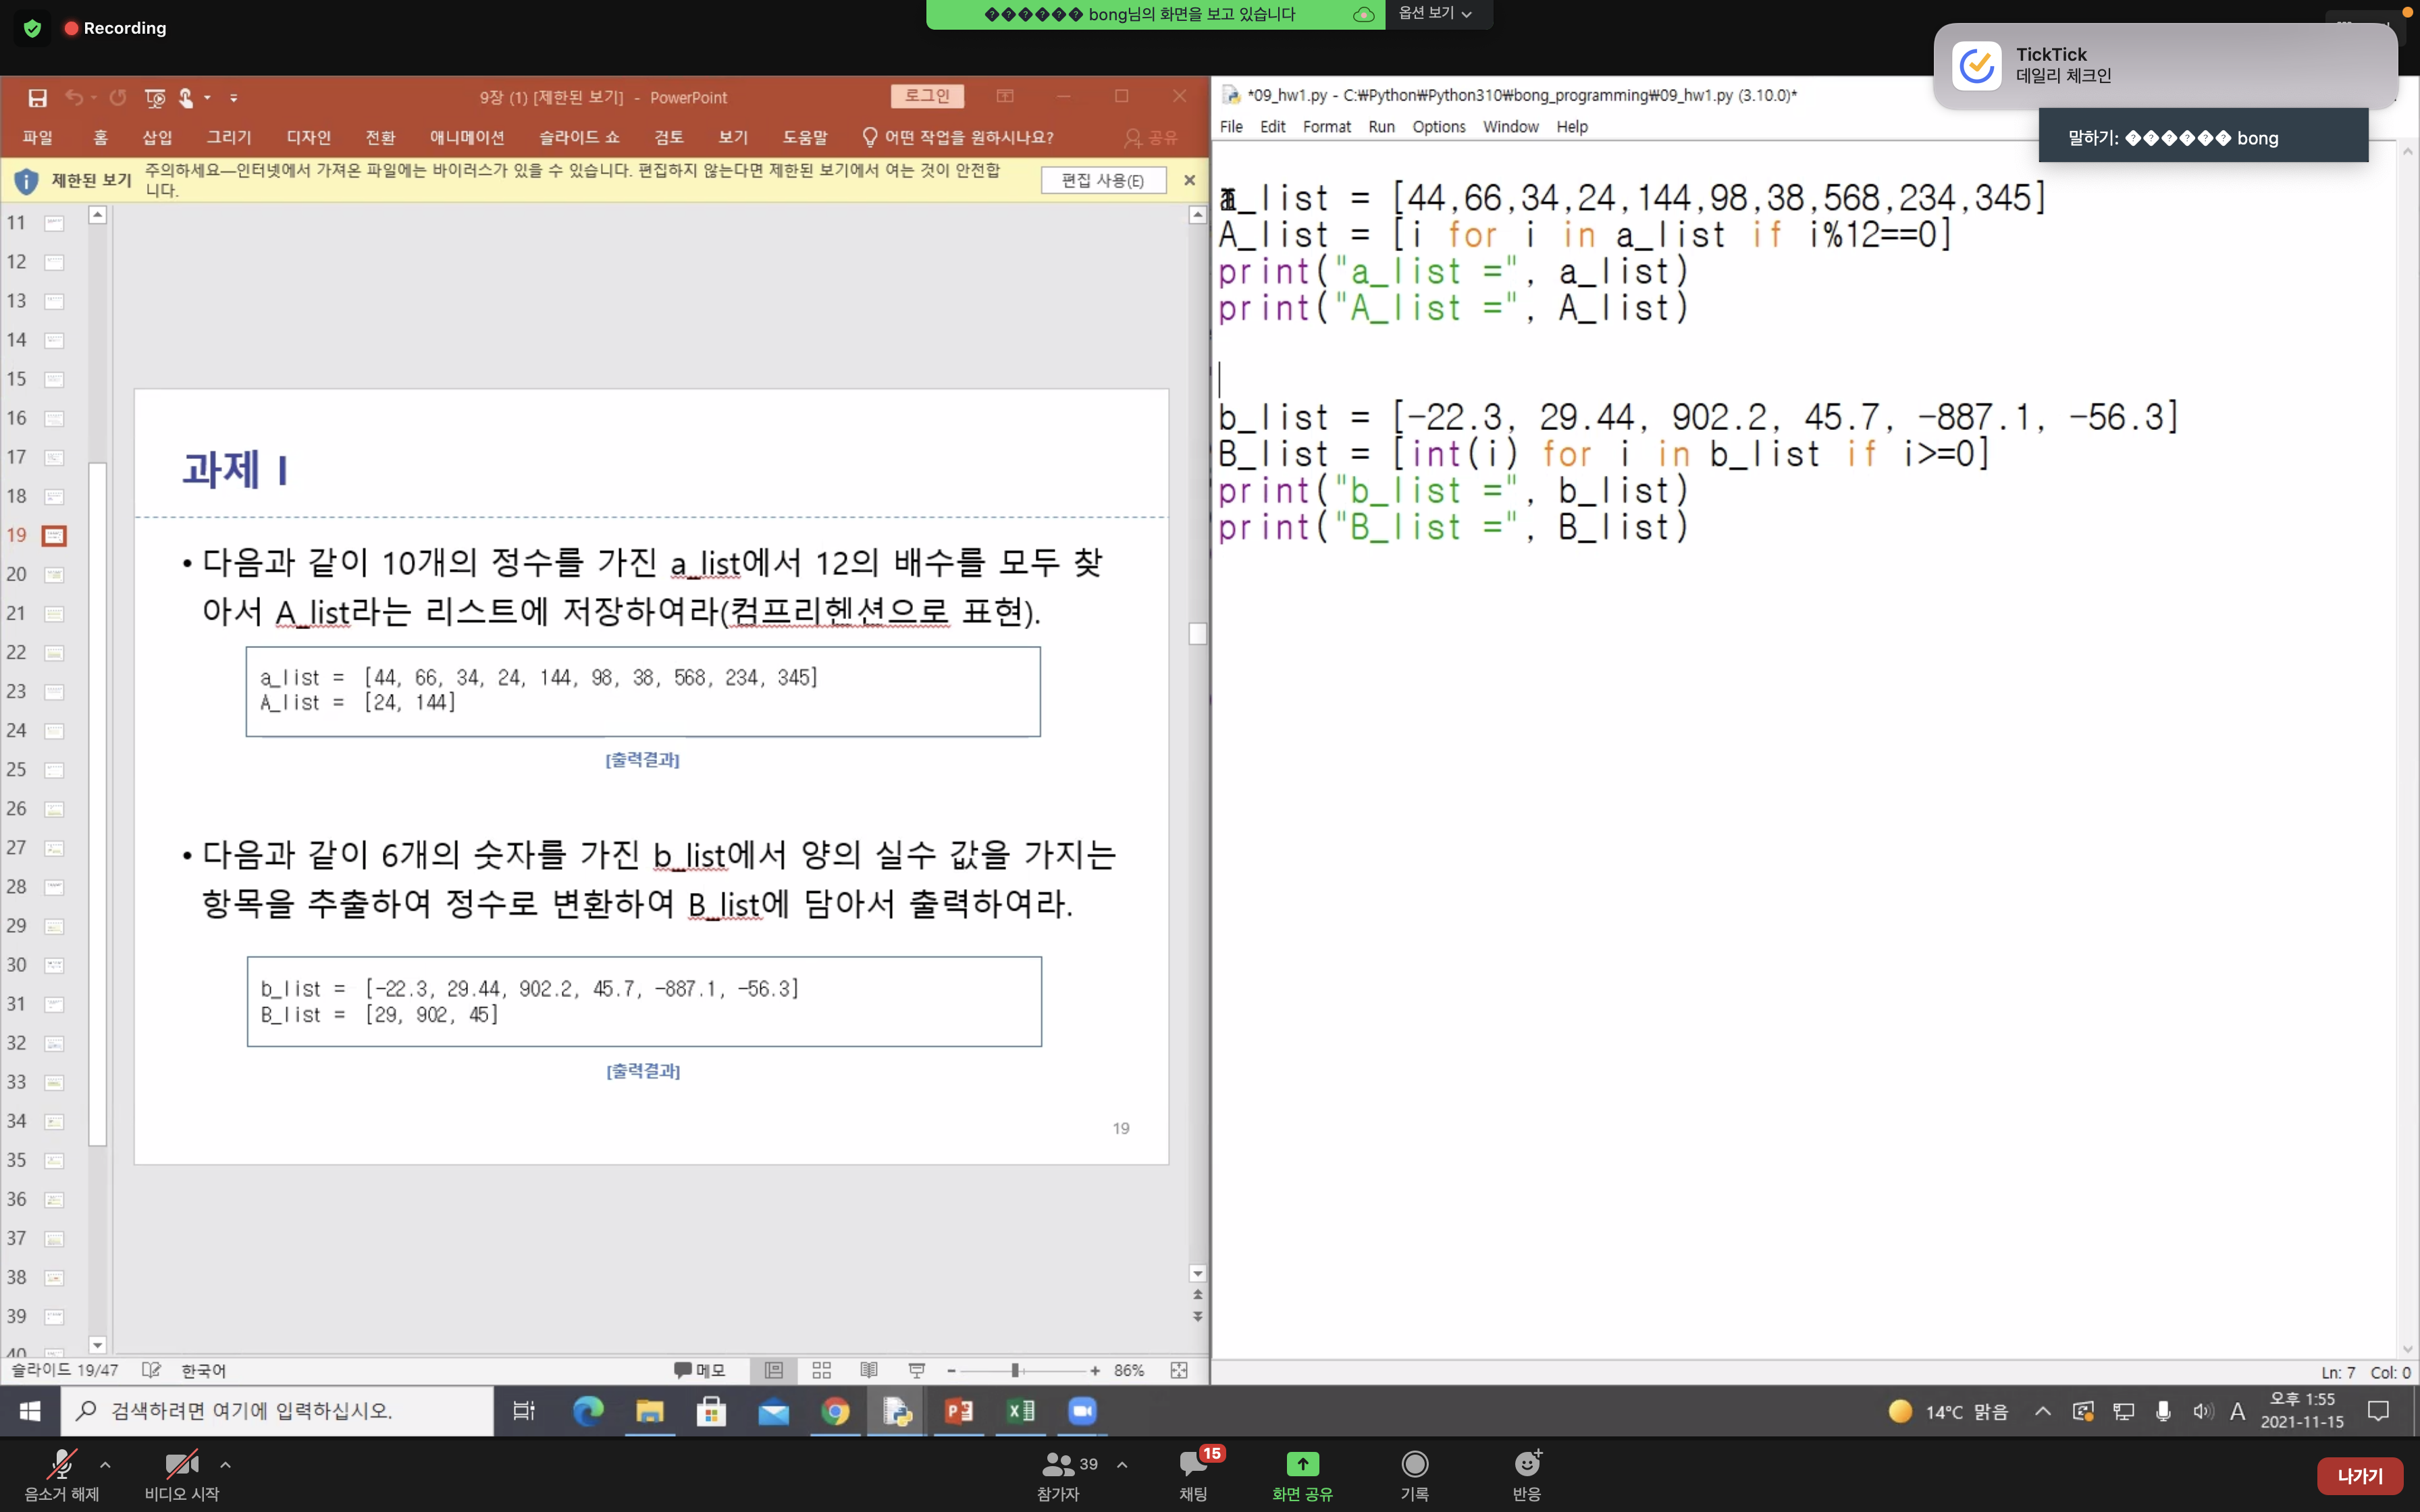 Recording
bong님의 화면을 보고 있습니다
옵션 보기
TickTick
데일리 체크인
말하기: bong
9장 (1) [제한된 보기] - PowerPoint
로그인
파일 홈 삽입 그리기 디자인 전환 애니메이션 슬라이드 쇼 검토 보기 도움말 어떤 작업을 원하시나요? 공유
제한된 보기
주의하세요—인터넷에서 가져온 파일에는 바이러스가 있을 수 있습니다. 편집하지 않는다면 제한된 보기에서 여는 것이 안전합
니다.
편집 사용(E)
11
12
13
14
15
16
17
18
19
20
21
22
23
24
25
26
27
28
29
30
31
32
33
34
35
36
37
38
39
40
과제 I
• 다음과 같이 10개의 정수를 가진 a_list에서 12의 배수를 모두 찾
아서 A_list라는 리스트에 저장하여라(컴프리헨션으로 표현).
a_list = [44, 66, 34, 24, 144, 98, 38, 568, 234, 345]
A_list = [24, 144]
[출력결과]
• 다음과 같이 6개의 숫자를 가진 b_list에서 양의 실수 값을 가지는
항목을 추출하여 정수로 변환하여 B_list에 담아서 출력하여라.
b_list = [-22.3, 29.44, 902.2, 45.7, -887.1, -56.3]
B_list = [29, 902, 45]
[출력결과]
19
슬라이드 19/47 한국어 메모 86%
*09_hw1.py - C:₩Python₩Python310₩bong_programming₩09_hw1.py (3.10.0)*
File Edit Format Run Options Window Help
a_list = [44,66,34,24,144,98,38,568,234,345]
A_list = [i for i in a_list if i%12==0]
print("a_list =", a_list)
print("A_list =", A_list)
b_list = [-22.3, 29.44, 902.2, 45.7, -887.1, -56.3]
B_list = [int(i) for i in b_list if i>=0]
print("b_list =", b_list)
print("B_list =", B_list)
Ln: 7 Col: 0
검색하려면 여기에 입력하십시오.
14°C 맑음
A
오후 1:55
2021-11-15
음소거 해제
비디오 시작
39
참가자
15
채팅
화면 공유
기록
반응
나가기